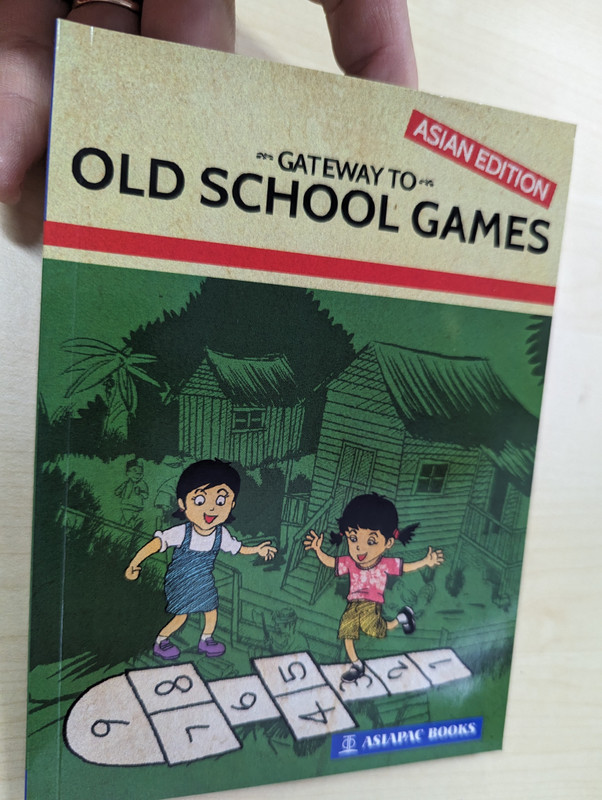 ASIAN EDITION
GATEWAY TO
OLD SCHOOL GAMES
9
8
7
6
5
4
3
2
1
ASIAPAC BOOKS